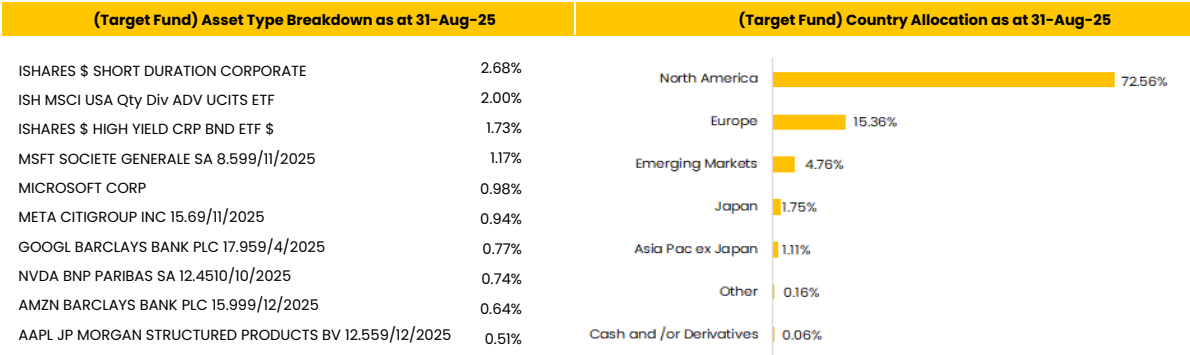 (Target Fund) Asset Type Breakdown as at 31-Aug-25
ISHARES $ SHORT DURATION CORPORATE 2.68%
ISH MSCI USA Qty Div ADV UCITS ETF 2.00%
ISHARES $ HIGH YIELD CRP BND ETF $ 1.73%
MSFT SOCIETE GENERALE SA 8.599/11/2025 1.17%
MICROSOFT CORP 0.98%
META CITIGROUP INC 15.69/11/2025 0.94%
GOOGL BARCLAYS BANK PLC 17.959/4/2025 0.77%
NVDA BNP PARIBAS SA 12.4510/10/2025 0.74%
AMZN BARCLAYS BANK PLC 15.999/12/2025 0.64%
AAPL JP MORGAN STRUCTURED PRODUCTS BV 12.559/12/2025 0.51%
(Target Fund) Country Allocation as at 31-Aug-25
North America 72.56%
Europe 15.36%
Emerging Markets 4.76%
Japan 1.75%
Asia Pac ex Japan 1.11%
Other 0.16%
Cash and /or Derivatives 0.06%